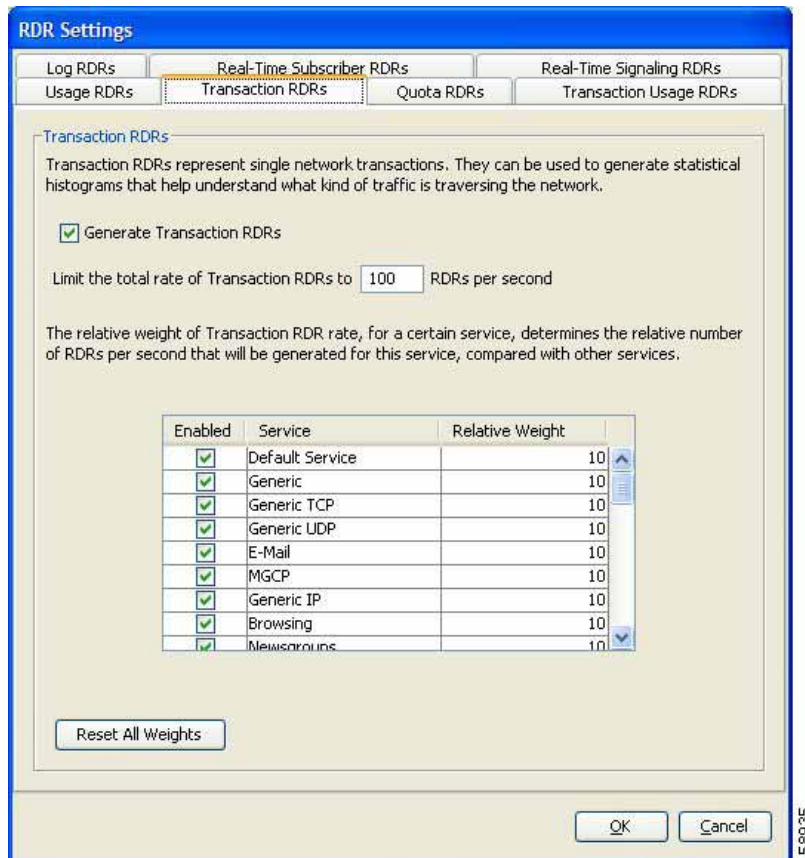 RDR Settings
Log RDRs
Real-Time Subscriber RDRs
Real-Time Signaling RDRs
Usage RDRs
Transaction RDRs
Quota RDRs
Transaction Usage RDRs
Transaction RDRs
Transaction RDRs represent single network transactions. They can be used to generate statistical
histograms that help understand what kind of traffic is traversing the network.
Generate Transaction RDRs
Limit the total rate of Transaction RDRs to 100 RDRs per second
The relative weight of Transaction RDR rate, for a certain service, determines the relative number
of RDRs per second that will be generated for this service, compared with other services.
Enabled Service Relative Weight
Default Service 10
Generic 10
Generic TCP 10
Generic UDP 10
E-Mail 10
MGCP 10
Generic IP 10
Browsing 10
Newsgroups 10
Reset All Weights
OK Cancel